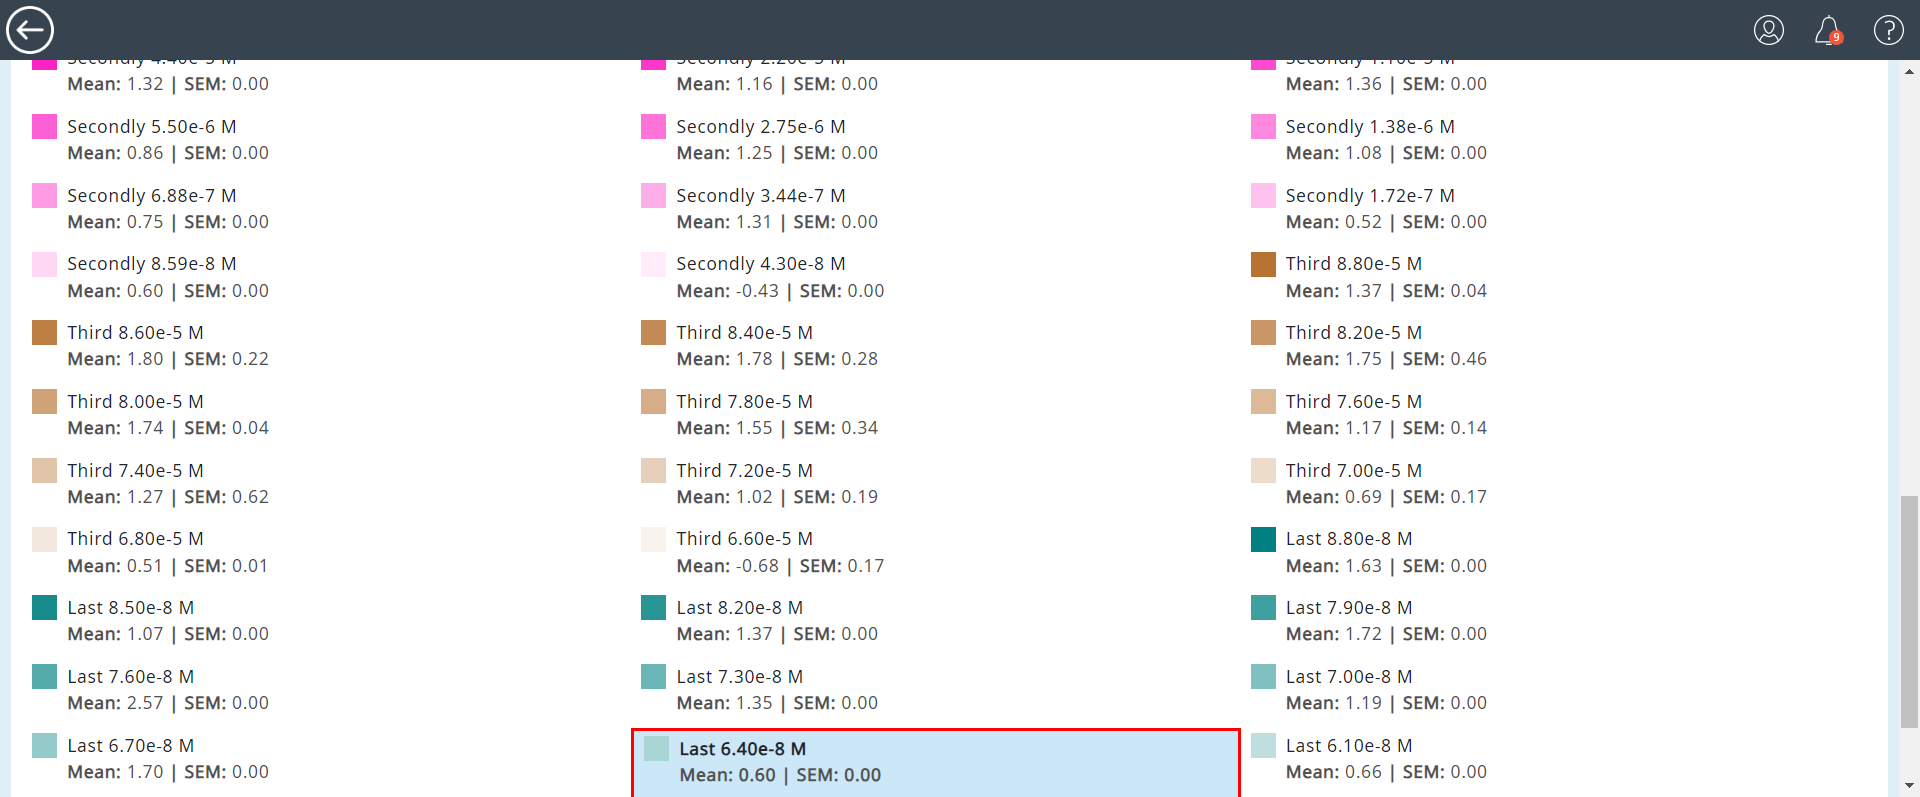 9
Mean: 1.32 | SEM: 0.00
Mean: 1.16 | SEM: 0.00
Mean: 1.36 | SEM: 0.00
Secondly 5.50e-6 M
Mean: 0.86 | SEM: 0.00
Secondly 2.75e-6 M
Mean: 1.25 | SEM: 0.00
Secondly 1.38e-6 M
Mean: 1.08 | SEM: 0.00
Secondly 6.88e-7 M
Mean: 0.75 | SEM: 0.00
Secondly 3.44e-7 M
Mean: 1.31 | SEM: 0.00
Secondly 1.72e-7 M
Mean: 0.52 | SEM: 0.00
Secondly 8.59e-8 M
Mean: 0.60 | SEM: 0.00
Secondly 4.30e-8 M
Mean: -0.43 | SEM: 0.00
Third 8.80e-5 M
Mean: 1.37 | SEM: 0.04
Third 8.60e-5 M
Mean: 1.80 | SEM: 0.22
Third 8.40e-5 M
Mean: 1.78 | SEM: 0.28
Third 8.20e-5 M
Mean: 1.75 | SEM: 0.46
Third 8.00e-5 M
Mean: 1.74 | SEM: 0.04
Third 7.80e-5 M
Mean: 1.55 | SEM: 0.34
Third 7.60e-5 M
Mean: 1.17 | SEM: 0.14
Third 7.40e-5 M
Mean: 1.27 | SEM: 0.62
Third 7.20e-5 M
Mean: 1.02 | SEM: 0.19
Third 7.00e-5 M
Mean: 0.69 | SEM: 0.17
Third 6.80e-5 M
Mean: 0.51 | SEM: 0.01
Third 6.60e-5 M
Mean: -0.68 | SEM: 0.17
Last 8.80e-8 M
Mean: 1.63 | SEM: 0.00
Last 8.50e-8 M
Mean: 1.07 | SEM: 0.00
Last 8.20e-8 M
Mean: 1.37 | SEM: 0.00
Last 7.90e-8 M
Mean: 1.72 | SEM: 0.00
Last 7.60e-8 M
Mean: 2.57 | SEM: 0.00
Last 7.30e-8 M
Mean: 1.35 | SEM: 0.00
Last 7.00e-8 M
Mean: 1.19 | SEM: 0.00
Last 6.70e-8 M
Mean: 1.70 | SEM: 0.00
Last 6.40e-8 M
Mean: 0.60 | SEM: 0.00
Last 6.10e-8 M
Mean: 0.66 | SEM: 0.00